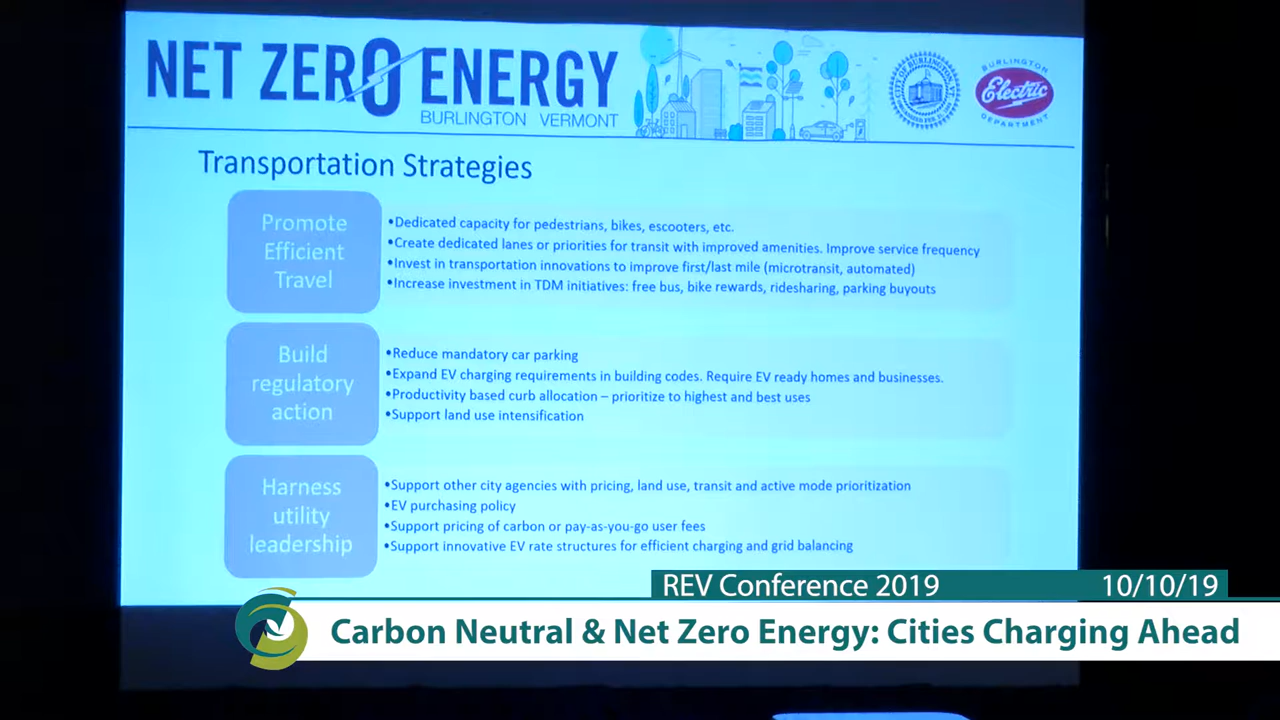 NET ZERO ENERGY
BURLINGTON VERMONT
CITY OF BURLINGTON
BURLINGTON
Electric
DEPARTMENT
Transportation Strategies
Promote
Efficient
Travel
•Dedicated capacity for pedestrians, bikes, escooters, etc.
•Create dedicated lanes or priorities for transit with improved amenities. Improve service frequency
•Invest in transportation innovations to improve first/last mile (microtransit, automated)
•Increase investment in TDM initiatives: free bus, bike rewards, ridesharing, parking buyouts
Build
regulatory
action
•Reduce mandatory car parking
•Expand EV charging requirements in building codes. Require EV ready homes and businesses.
•Productivity based curb allocation – prioritize to highest and best uses
•Support land use intensification
Harness
utility
leadership
•Support other city agencies with pricing, land use, transit and active mode prioritization
•EV purchasing policy
•Support pricing of carbon or pay-as-you-go user fees
•Support innovative EV rate structures for efficient charging and grid balancing
REV Conference 2019 10/10/19
Carbon Neutral & Net Zero Energy: Cities Charging Ahead